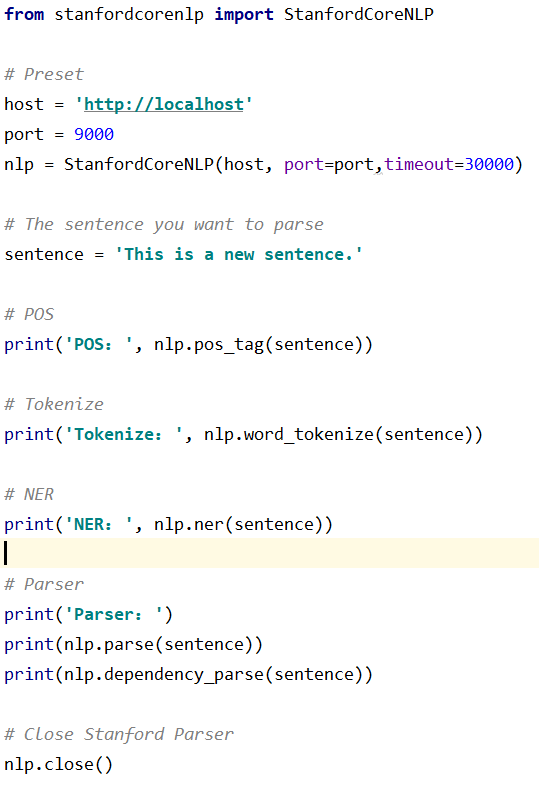 from stanfordcorenlp import StanfordCoreNLP
# Preset
host = 'http://localhost'
port = 9000
nlp = StanfordCoreNLP(host, port=port,timeout=30000)
# The sentence you want to parse
sentence = 'This is a new sentence.'
# POS
print('POS：', nlp.pos_tag(sentence))
# Tokenize
print('Tokenize：', nlp.word_tokenize(sentence))
# NER
print('NER：', nlp.ner(sentence))
# Parser
print('Parser：')
print(nlp.parse(sentence))
print(nlp.dependency_parse(sentence))
# Close Stanford Parser
nlp.close()